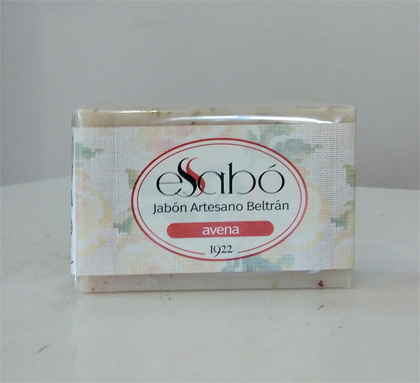 essabó
Jabón Artesano Beltrán
avena
1922